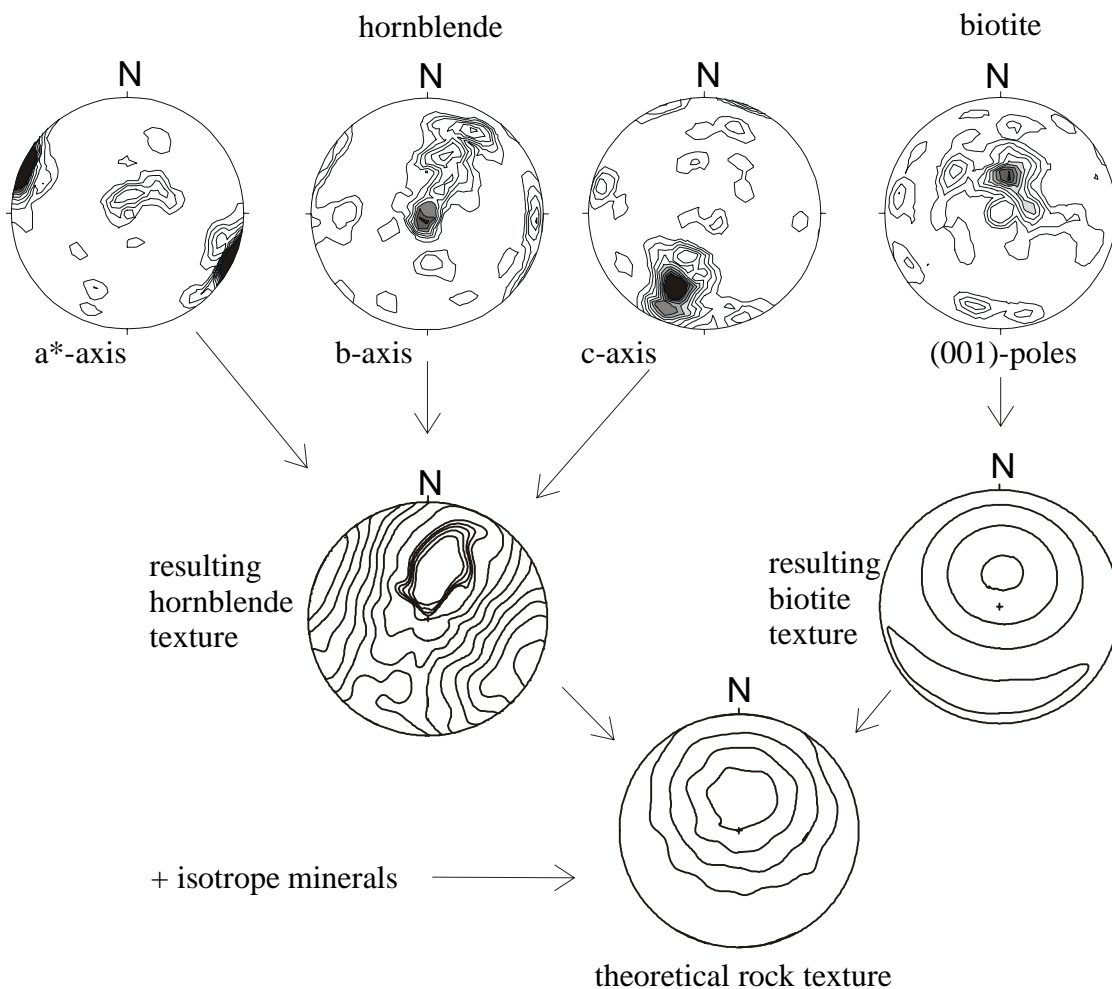 hornblende
biotite
N
N
N
N
a*-axis
b-axis
c-axis
(001)-poles
N
N
resulting
hornblende
texture
resulting
biotite
texture
N
+ isotrope minerals
theoretical rock texture